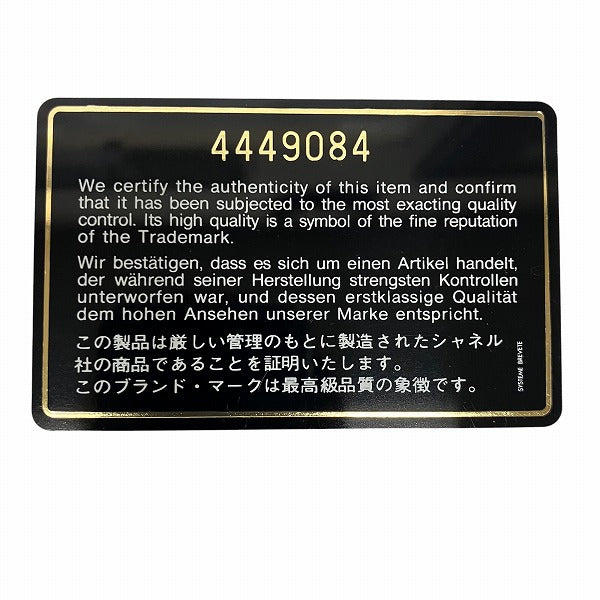 4449084
We certify the authenticity of this item and confirm
that it has been subjected to the most exacting quality
control. Its high quality is a symbol of the fine reputation
of the Trademark.
Wir bestätigen, dass es sich um einen Artikel handelt,
der während seiner Herstellung strengsten Kontrollen
unterworfen war, und dessen erstklassige Qualität
dem hohen Ansehen unserer Marke entspricht.
この製品は厳しい管理のもとに製造されたシャネル
社の商品であることを証明いたします。
このブランド・マークは最高級品質の象徴です。
SYSTEME BREVETE